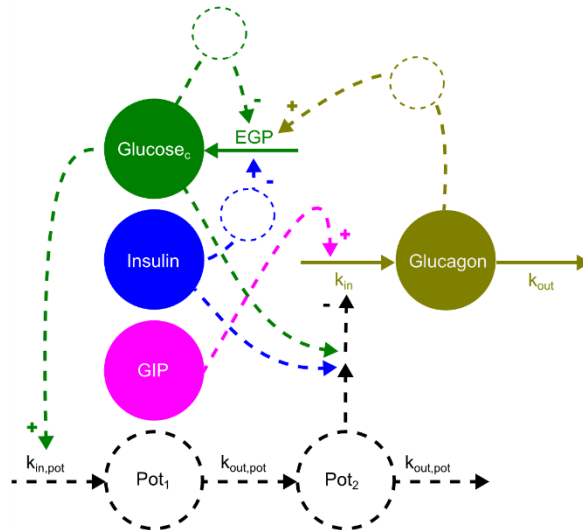 -
+
EGP
Glucose_c
-
Insulin
+
Glucagon
k_in
k_out
-
GIP
+
k_in,pot
Pot_1
k_out,pot
Pot_2
k_out,pot